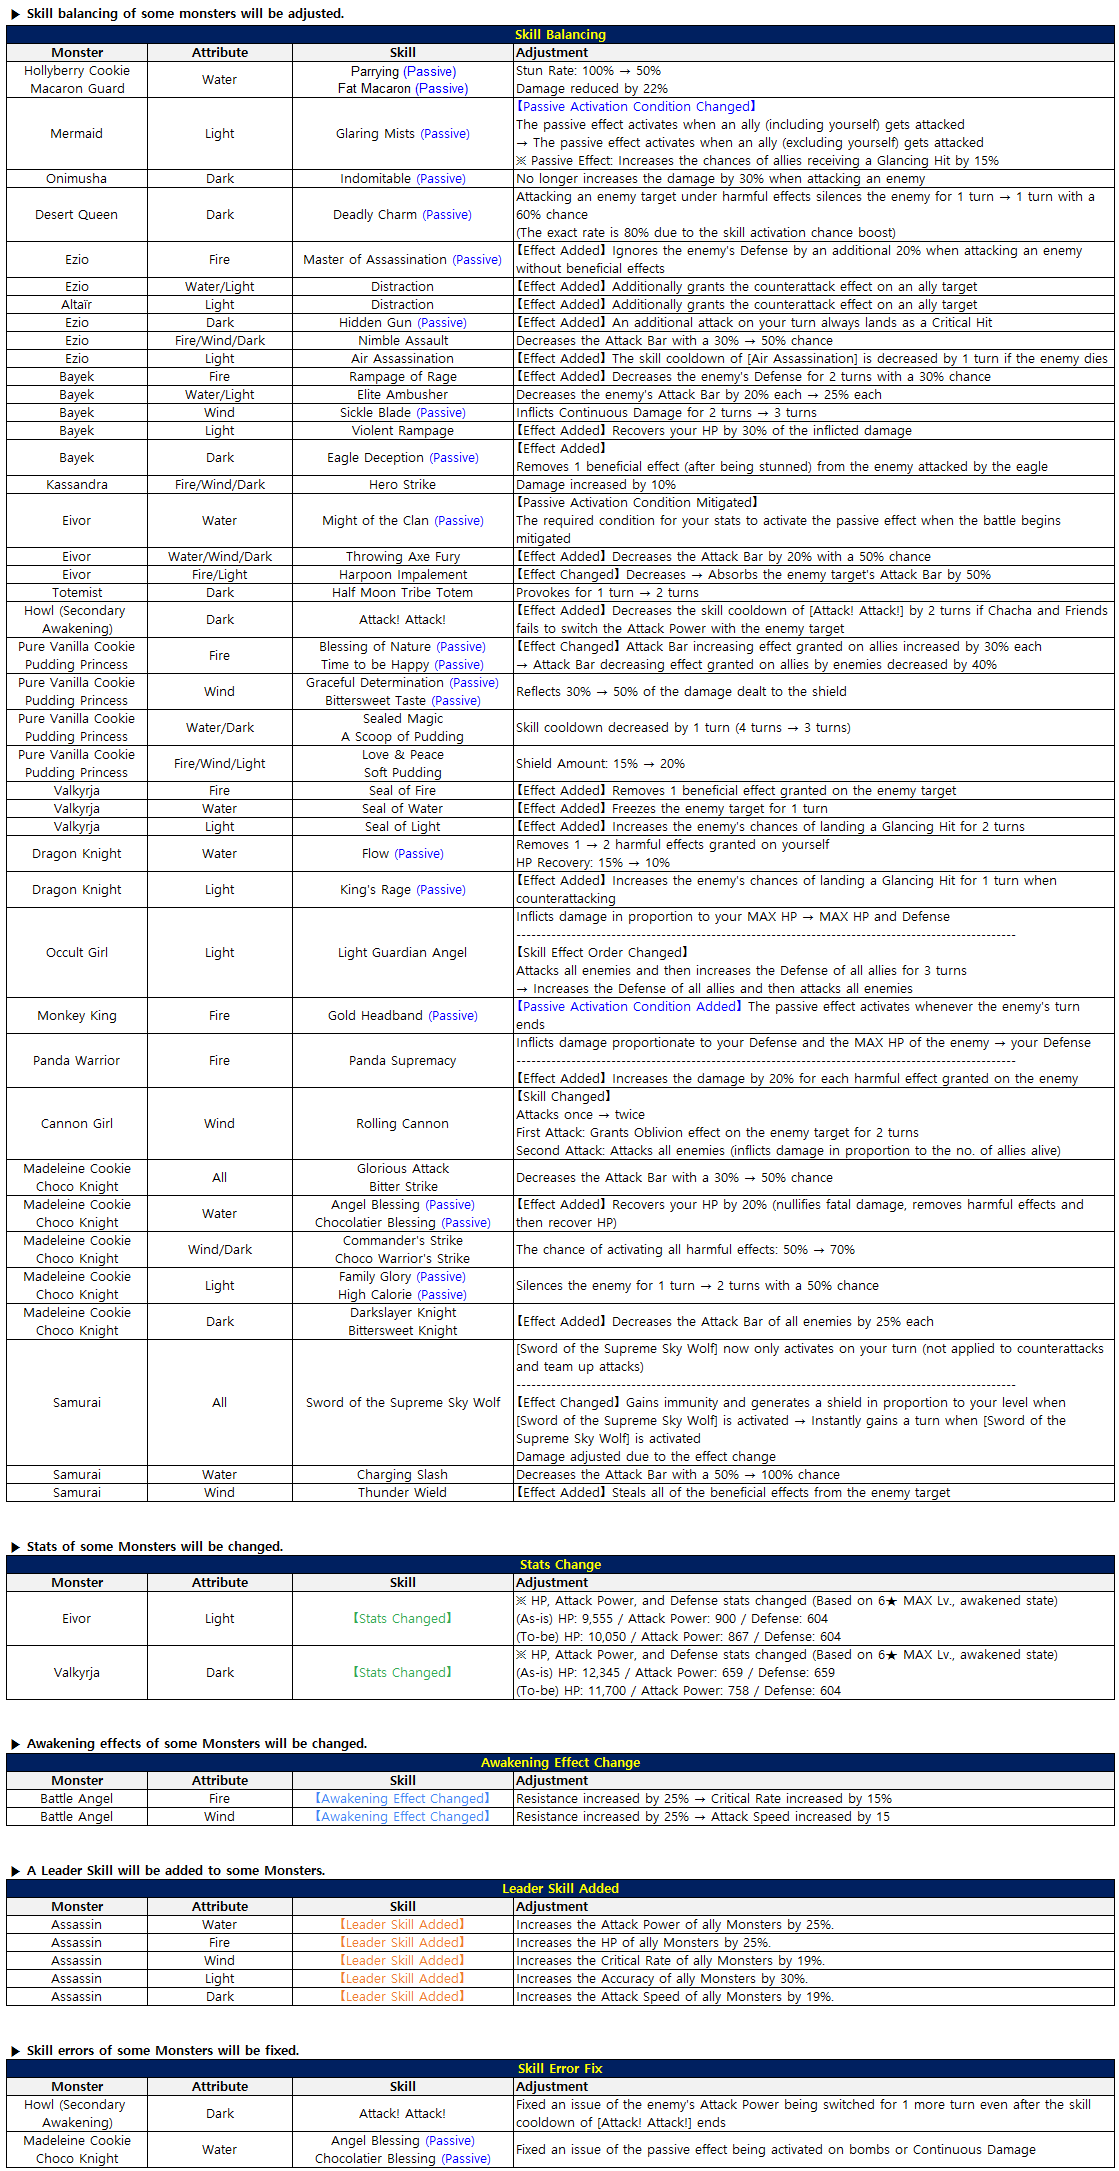 ▶ Skill balancing of some monsters will be adjusted.
Skill Balancing
Monster Attribute Skill Adjustment
Hollyberry Cookie
Macaron Guard
Water
Parrying (Passive)
Fat Macaron (Passive)
Stun Rate: 100% → 50%
Damage reduced by 22%
Mermaid
Light
Glaring Mists (Passive)
【Passive Activation Condition Changed】
The passive effect activates when an ally (including yourself) gets attacked
→ The passive effect activates when an ally (excluding yourself) gets attacked
※ Passive Effect: Increases the chances of allies receiving a Glancing Hit by 15%
Onimusha Dark Indomitable (Passive) No longer increases the damage by 30% when attacking an enemy
Desert Queen
Dark
Deadly Charm (Passive)
Attacking an enemy target under harmful effects silences the enemy for 1 turn → 1 turn with a
60% chance
(The exact rate is 80% due to the skill activation chance boost)
Ezio
Fire
Master of Assassination (Passive)
【Effect Added】Ignores the enemy's Defense by an additional 20% when attacking an enemy
without beneficial effects
Ezio Water/Light Distraction 【Effect Added】Additionally grants the counterattack effect on an ally target
Altaïr Light Distraction 【Effect Added】Additionally grants the counterattack effect on an ally target
Ezio Dark Hidden Gun (Passive) 【Effect Added】An additional attack on your turn always lands as a Critical Hit
Ezio Fire/Wind/Dark Nimble Assault Decreases the Attack Bar with a 30% → 50% chance
Ezio Light Air Assassination 【Effect Added】The skill cooldown of [Air Assassination] is decreased by 1 turn if the enemy dies
Bayek Fire Rampage of Rage 【Effect Added】Decreases the enemy's Defense for 2 turns with a 30% chance
Bayek Water/Light Elite Ambusher Decreases the enemy's Attack Bar by 20% each → 25% each
Bayek Wind Sickle Blade (Passive) Inflicts Continuous Damage for 2 turns → 3 turns
Bayek Light Violent Rampage 【Effect Added】Recovers your HP by 30% of the inflicted damage
Bayek
Dark
Eagle Deception (Passive)
【Effect Added】
Removes 1 beneficial effect (after being stunned) from the enemy attacked by the eagle
Kassandra Fire/Wind/Dark Hero Strike Damage increased by 10%
Eivor
Water
Might of the Clan (Passive)
【Passive Activation Condition Mitigated】
The required condition for your stats to activate the passive effect when the battle begins
mitigated
Eivor Water/Wind/Dark Throwing Axe Fury 【Effect Added】Decreases the Attack Bar by 20% with a 50% chance
Eivor Fire/Light Harpoon Impalement 【Effect Changed】Decreases → Absorbs the enemy target's Attack Bar by 50%
Totemist Dark Half Moon Tribe Totem Provokes for 1 turn → 2 turns
Howl (Secondary
Awakening)
Dark
Attack! Attack!
【Effect Added】Decreases the skill cooldown of [Attack! Attack!] by 2 turns if Chacha and Friends
fails to switch the Attack Power with the enemy target
Pure Vanilla Cookie
Pudding Princess
Fire
Blessing of Nature (Passive)
Time to be Happy (Passive)
【Effect Changed】Attack Bar increasing effect granted on allies increased by 30% each
→ Attack Bar decreasing effect granted on allies by enemies decreased by 40%
Pure Vanilla Cookie
Pudding Princess
Wind
Graceful Determination (Passive)
Bittersweet Taste (Passive)
Reflects 30% → 50% of the damage dealt to the shield
Pure Vanilla Cookie
Pudding Princess
Water/Dark
Sealed Magic
A Scoop of Pudding
Skill cooldown decreased by 1 turn (4 turns → 3 turns)
Pure Vanilla Cookie
Pudding Princess
Fire/Wind/Light
Love & Peace
Soft Pudding
Shield Amount: 15% → 20%
Valkyrja Fire Seal of Fire 【Effect Added】Removes 1 beneficial effect granted on the enemy target
Valkyrja Water Seal of Water 【Effect Added】Freezes the enemy target for 1 turn
Valkyrja Light Seal of Light 【Effect Added】Increases the enemy's chances of landing a Glancing Hit for 2 turns
Dragon Knight
Water
Flow (Passive)
Removes 1 → 2 harmful effects granted on yourself
HP Recovery: 15% → 10%
Dragon Knight
Light
King's Rage (Passive)
【Effect Added】Increases the enemy's chances of landing a Glancing Hit for 1 turn when
counterattacking
Occult Girl
Light
Light Guardian Angel
Inflicts damage in proportion to your MAX HP → MAX HP and Defense
----------------------------------------------------------------------------------------------------
【Skill Effect Order Changed】
Attacks all enemies and then increases the Defense of all allies for 3 turns
→ Increases the Defense of all allies and then attacks all enemies
Monkey King
Fire
Gold Headband (Passive)
【Passive Activation Condition Added】The passive effect activates whenever the enemy's turn
ends
Panda Warrior
Fire
Panda Supremacy
Inflicts damage proportionate to your Defense and the MAX HP of the enemy → your Defense
----------------------------------------------------------------------------------------------------
【Effect Added】Increases the damage by 20% for each harmful effect granted on the enemy
Cannon Girl
Wind
Rolling Cannon
【Skill Changed】
Attacks once → twice
First Attack: Grants Oblivion effect on the enemy target for 2 turns
Second Attack: Attacks all enemies (inflicts damage in proportion to the no. of allies alive)
Madeleine Cookie
Choco Knight
All
Glorious Attack
Bitter Strike
Decreases the Attack Bar with a 30% → 50% chance
Madeleine Cookie
Choco Knight
Water
Angel Blessing (Passive)
Chocolatier Blessing (Passive)
【Effect Added】Recovers your HP by 20% (nullifies fatal damage, removes harmful effects and
then recover HP)
Madeleine Cookie
Choco Knight
Wind/Dark
Commander's Strike
Choco Warrior's Strike
The chance of activating all harmful effects: 50% → 70%
Madeleine Cookie
Choco Knight
Light
Family Glory (Passive)
High Calorie (Passive)
Silences the enemy for 1 turn → 2 turns with a 50% chance
Madeleine Cookie
Choco Knight
Dark
Darkslayer Knight
Bittersweet Knight
【Effect Added】Decreases the Attack Bar of all enemies by 25% each
Samurai
All
Sword of the Supreme Sky Wolf
[Sword of the Supreme Sky Wolf] now only activates on your turn (not applied to counterattacks
and team up attacks)
----------------------------------------------------------------------------------------------------
【Effect Changed】Gains immunity and generates a shield in proportion to your level when
[Sword of the Supreme Sky Wolf] is activated → Instantly gains a turn when [Sword of the
Supreme Sky Wolf] is activated
Damage adjusted due to the effect change
Samurai Water Charging Slash Decreases the Attack Bar with a 50% → 100% chance
Samurai Wind Thunder Wield 【Effect Added】Steals all of the beneficial effects from the enemy target
▶ Stats of some Monsters will be changed.
Stats Change
Monster Attribute Skill Adjustment
Eivor
Light
【Stats Changed】
※ HP, Attack Power, and Defense stats changed (Based on 6★ MAX Lv., awakened state)
(As-is) HP: 9,555 / Attack Power: 900 / Defense: 604
(To-be) HP: 10,050 / Attack Power: 867 / Defense: 604
Valkyrja
Dark
【Stats Changed】
※ HP, Attack Power, and Defense stats changed (Based on 6★ MAX Lv., awakened state)
(As-is) HP: 12,345 / Attack Power: 659 / Defense: 659
(To-be) HP: 11,700 / Attack Power: 758 / Defense: 604
▶ Awakening effects of some Monsters will be changed.
Awakening Effect Change
Monster Attribute Skill Adjustment
Battle Angel Fire 【Awakening Effect Changed】 Resistance increased by 25% → Critical Rate increased by 15%
Battle Angel Wind 【Awakening Effect Changed】 Resistance increased by 25% → Attack Speed increased by 15
▶ A Leader Skill will be added to some Monsters.
Leader Skill Added
Monster Attribute Skill Adjustment
Assassin Water 【Leader Skill Added】 Increases the Attack Power of ally Monsters by 25%.
Assassin Fire 【Leader Skill Added】 Increases the HP of ally Monsters by 25%.
Assassin Wind 【Leader Skill Added】 Increases the Critical Rate of ally Monsters by 19%.
Assassin Light 【Leader Skill Added】 Increases the Accuracy of ally Monsters by 30%.
Assassin Dark 【Leader Skill Added】 Increases the Attack Speed of ally Monsters by 19%.
▶ Skill errors of some Monsters will be fixed.
Skill Error Fix
Monster Attribute Skill Adjustment
Howl (Secondary
Awakening)
Dark
Attack! Attack!
Fixed an issue of the enemy's Attack Power being switched for 1 more turn even after the skill
cooldown of [Attack! Attack!] ends
Madeleine Cookie
Choco Knight
Water
Angel Blessing (Passive)
Chocolatier Blessing (Passive)
Fixed an issue of the passive effect being activated on bombs or Continuous Damage